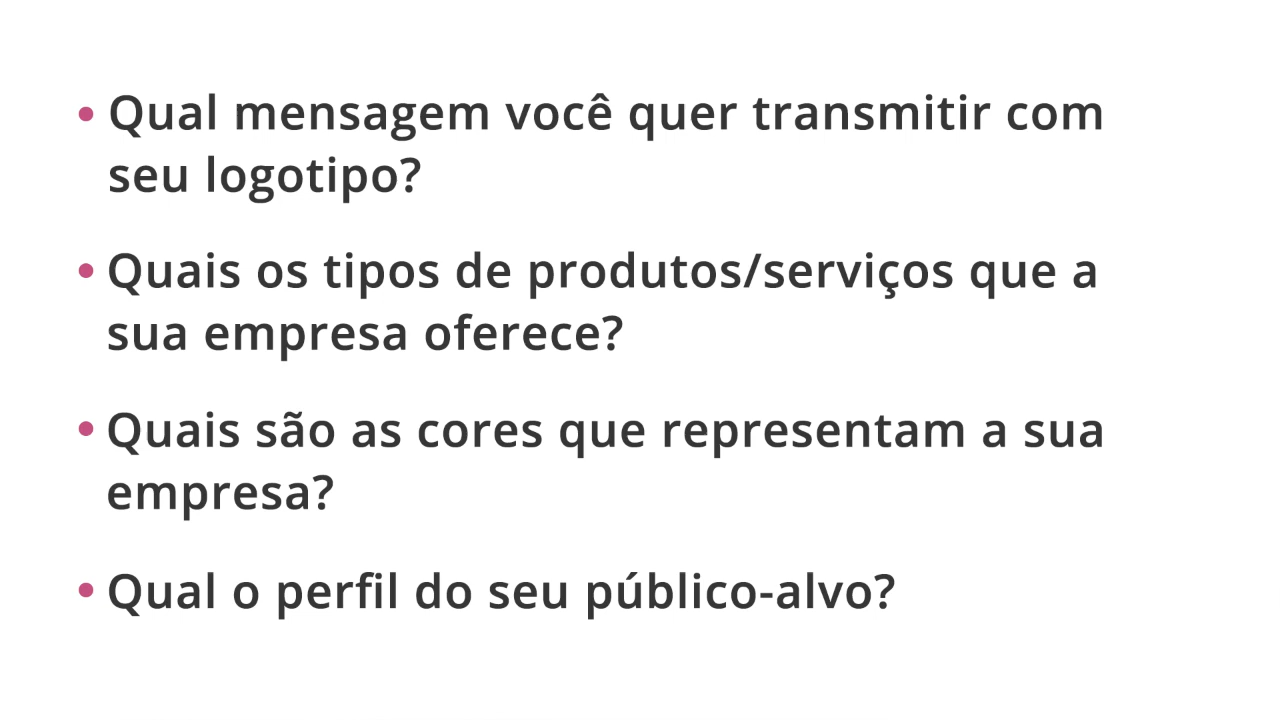 • Qual mensagem você quer transmitir com
seu logotipo?
• Quais os tipos de produtos/serviços que a
sua empresa oferece?
• Quais são as cores que representam a sua
empresa?
• Qual o perfil do seu público-alvo?